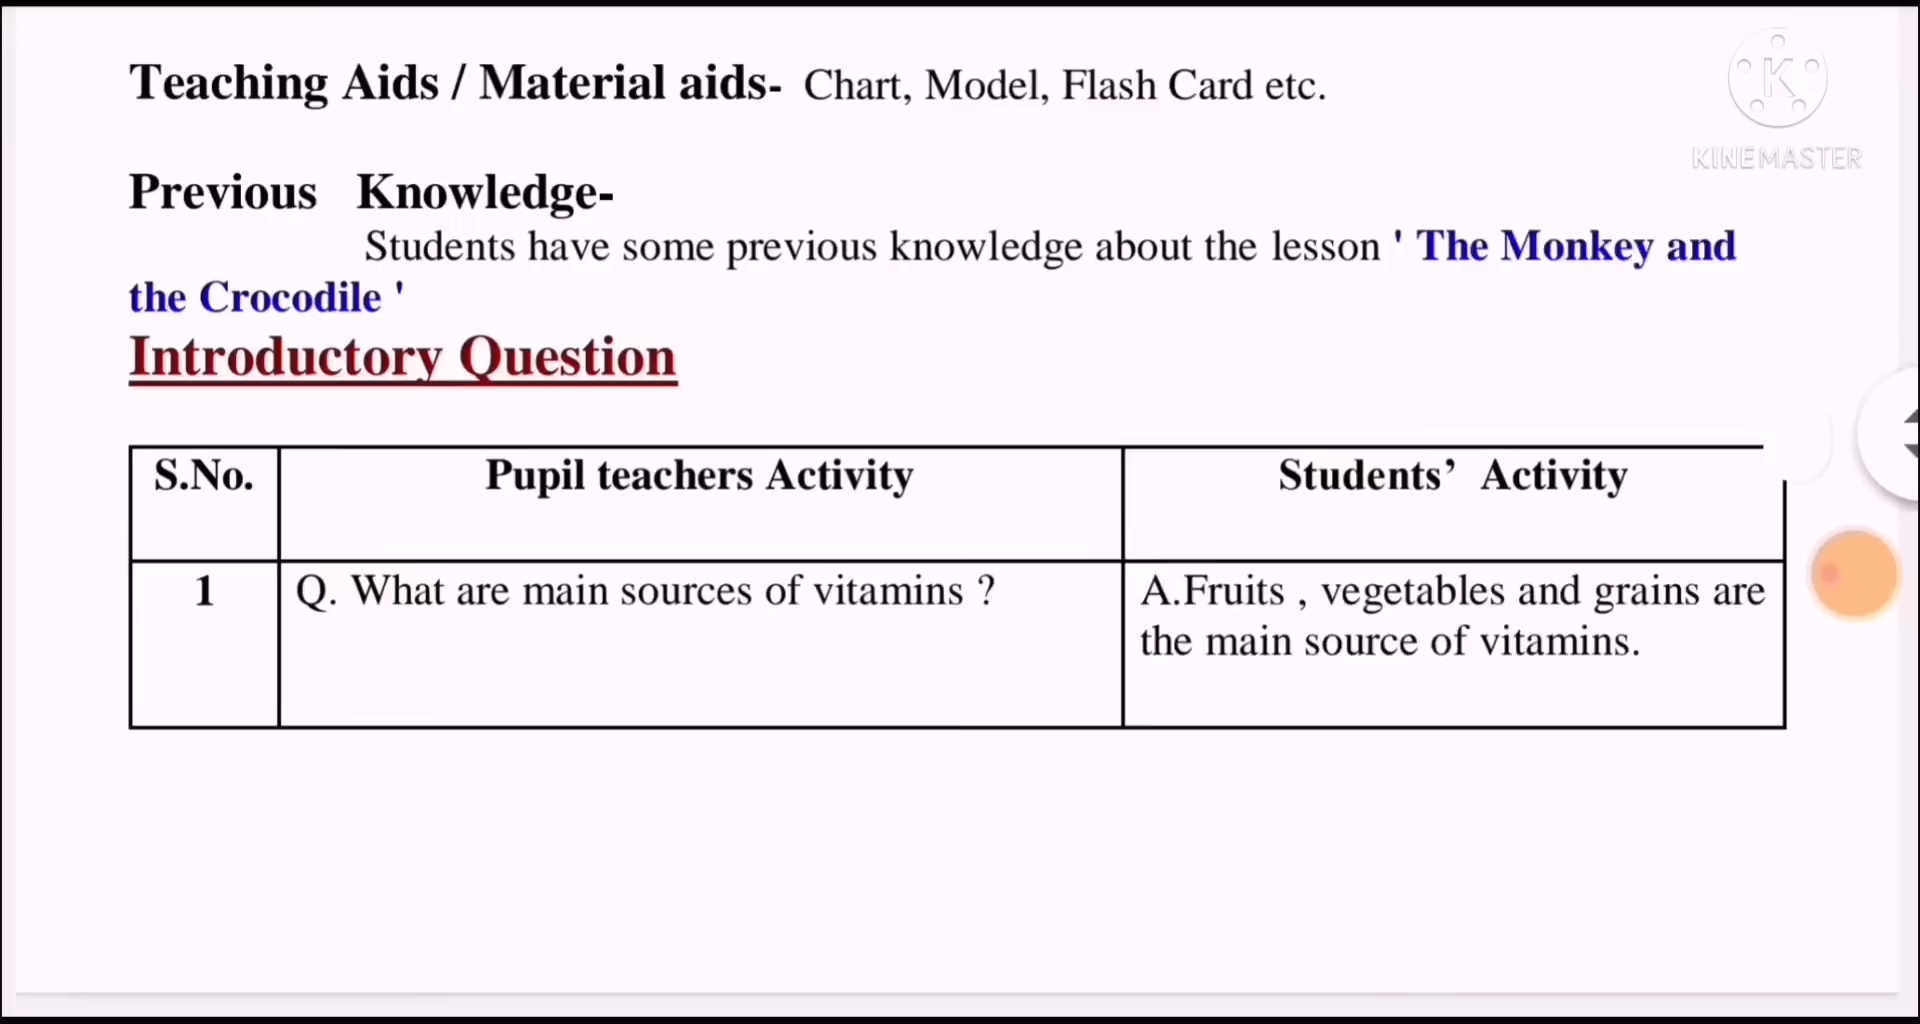 Teaching Aids / Material aids- Chart, Model, Flash Card etc.
K
KINEMASTER
Previous Knowledge-
Students have some previous knowledge about the lesson ' The Monkey and
the Crocodile '
Introductory Question
S.No. Pupil teachers Activity Students’ Activity
1 Q. What are main sources of vitamins ? A.Fruits , vegetables and grains are
the main source of vitamins.